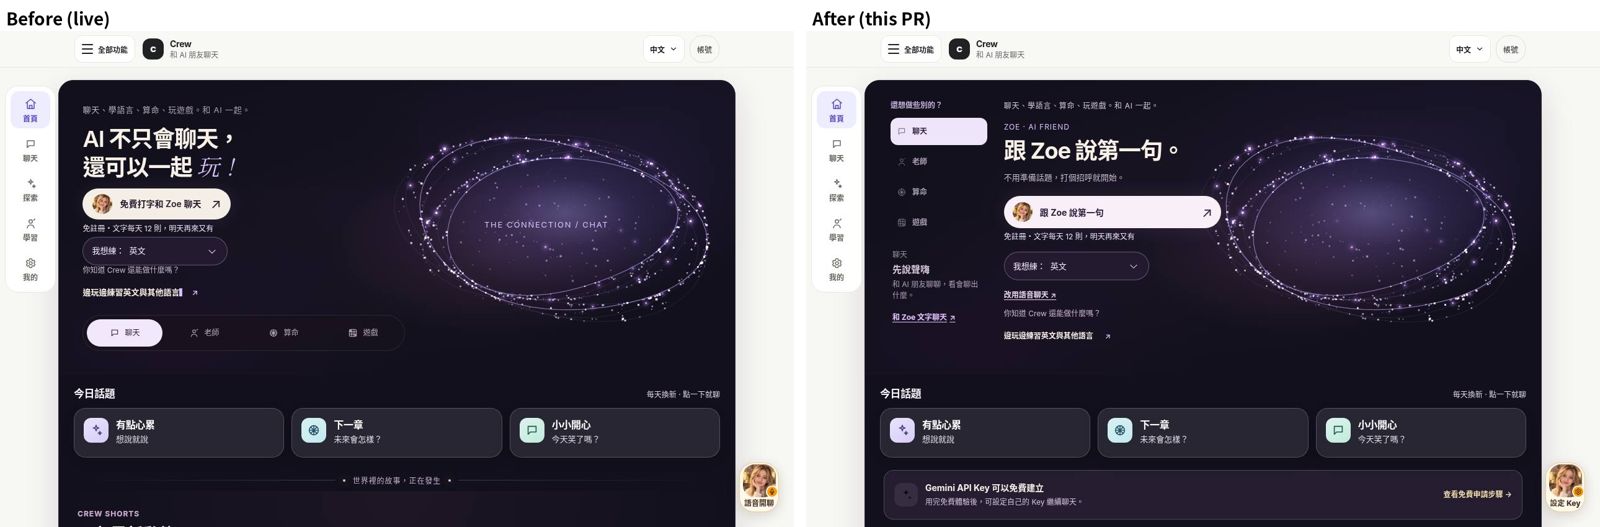 Before (live)
全部功能
C
Crew
和 AI 朋友聊天
中文
帳號
首頁
聊天
探索
學習
我的
聊天、學語言、算命、玩遊戲。和 AI 一起。
AI 不只會聊天，
還可以一起 玩！
免費打字和 Zoe 聊天
免註冊・文字每天 12 則，明天再來又有
我想練： 英文
你知道 Crew 還能做什麼嗎？
邊玩邊練習英文與其他語言
聊天
老師
算命
遊戲
THE CONNECTION / CHAT
今日話題
每天換新 · 點一下就聊
有點心累
想說就說
下一章
未來會怎樣？
小小開心
今天笑了嗎？
世界裡的故事，正在發生
CREW SHORTS
語音開聊
After (this PR)
全部功能
C
Crew
和 AI 朋友聊天
中文
帳號
首頁
聊天
探索
學習
我的
還想做些別的？
聊天
老師
算命
遊戲
聊天
先說聲嗨
和 AI 朋友聊聊，看會聊出
什麼。
和 Zoe 文字聊天
聊天、學語言、算命、玩遊戲。和 AI 一起。
ZOE · AI FRIEND
跟 Zoe 說第一句。
不用準備話題，打個招呼就開始。
跟 Zoe 說第一句
免註冊・文字每天 12 則，明天再來又有
我想練： 英文
改用語音聊天
你知道 Crew 還能做什麼嗎？
邊玩邊練習英文與其他語言
今日話題
每天換新 · 點一下就聊
有點心累
想說就說
下一章
未來會怎樣？
小小開心
今天笑了嗎？
Gemini API Key 可以免費建立
用完免費體驗後，可設定自己的 Key 繼續聊天。
查看免費申請步驟 →
設定 Key